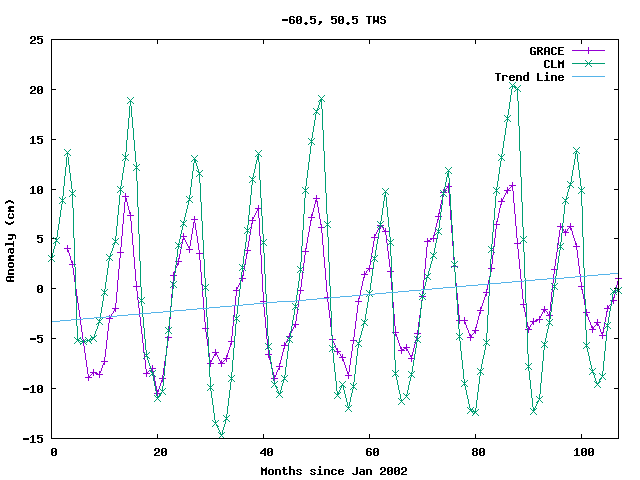 -60.5, 50.5 TWS
GRACE
CLM
Trend Line
25
20
15
10
5
0
-5
-10
-15
Anomaly (cm)
0 20 40 60 80 100
Months since Jan 2002